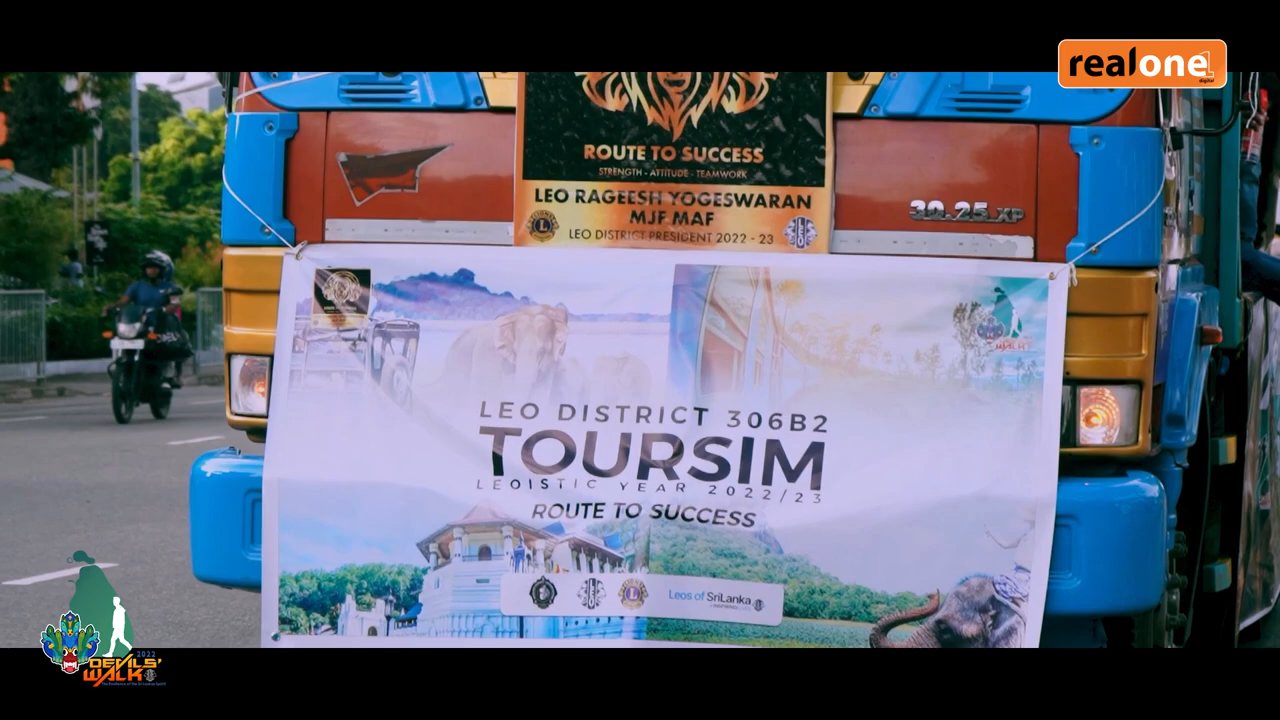 realone
digital
ROUTE TO SUCCESS
STRENGTH - ATTITUDE - TEAMWORK
LEO RAGEESH YOGESWARAN
MJF MAF
LEO DISTRICT PRESIDENT 2022 - 23
30.25 XP
LEO DISTRICT 306B2
TOURSIM
LEOISTIC YEAR 2022/23
ROUTE TO SUCCESS
Leos of SriLanka
2022
DEVILS'
WALK